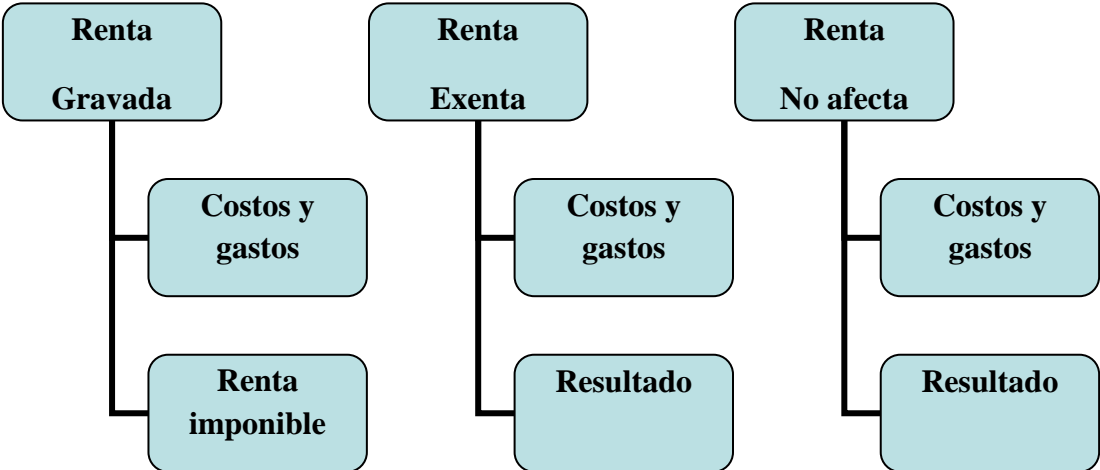 Renta
Gravada
Costos y
gastos
Renta
imponible
Renta
Exenta
Costos y
gastos
Resultado
Renta
No afecta
Costos y
gastos
Resultado